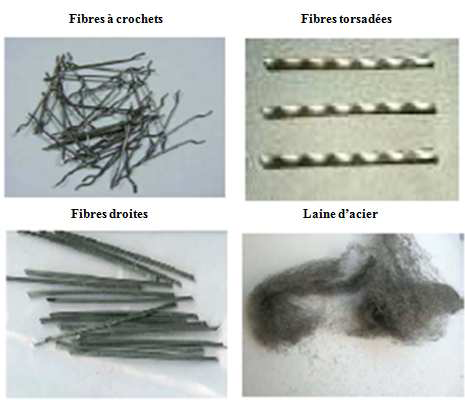 Fibres à crochets
Fibres torsadées
Fibres droites
Laine d'acier